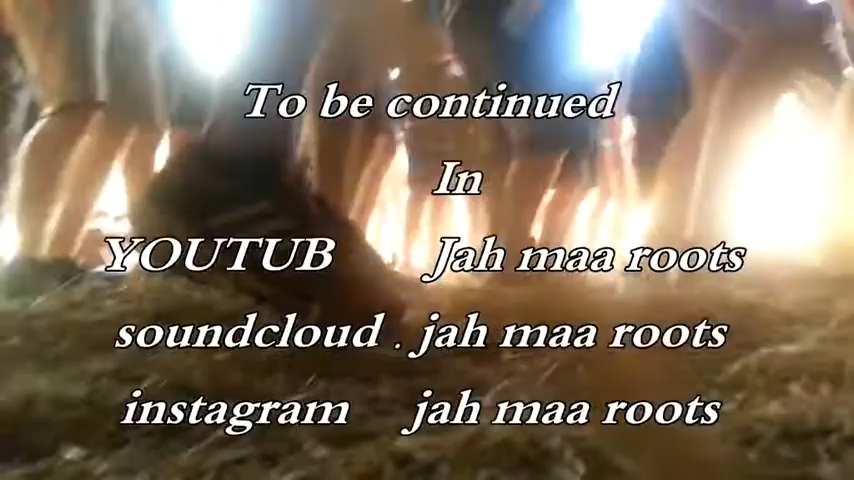 To be continued
In
YOUTUB Jah maa roots
soundcloud . jah maa roots
instagram jah maa roots